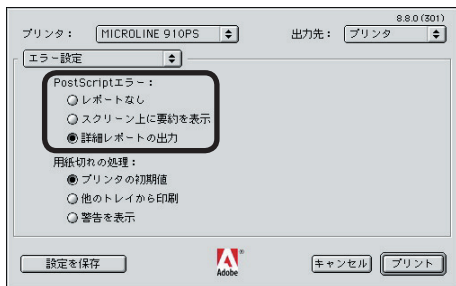 8.8.0 (301)
プリンタ： MICROLINE 910PS 出力先： プリンタ
エラー設定
PostScriptエラー：
レポートなし
スクリーン上に要約を表示
詳細レポートの出力
用紙切れの処理：
プリンタの初期値
他のトレイから印刷
警告を表示
設定を保存 Adobe ® キャンセル プリント